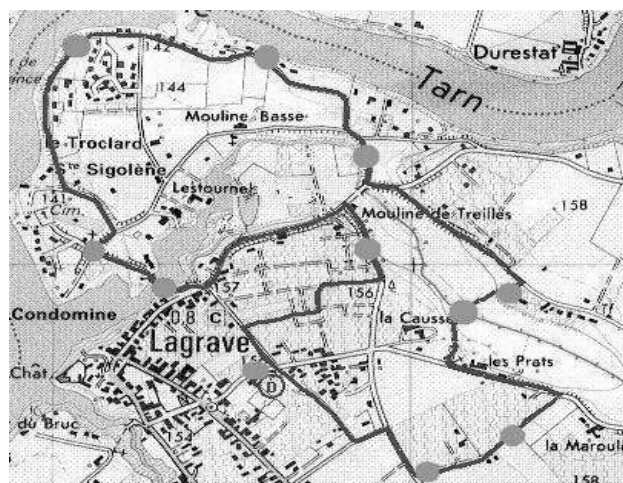 Durestat
142
Tarn
144
Mouline Basse
le Troclard
Ste Sigolène
Lestournel
141
Cim.
Mouline de Treilles
158
157
156
Condomine
0,8
C
la Causse
Lagrave
les Prats
Chât
D
du Bruc
154
la Maroul
158